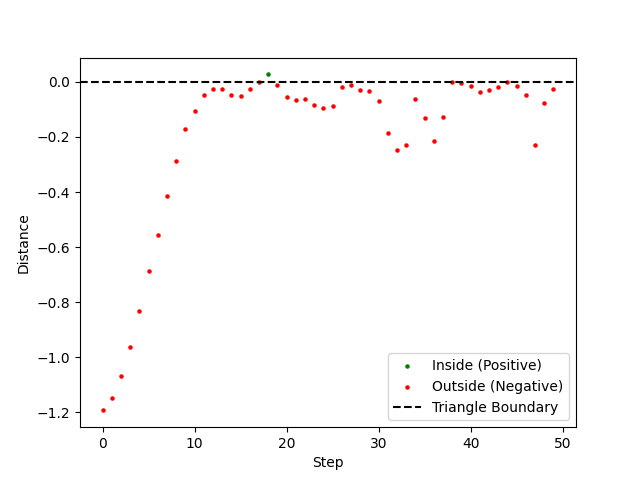 0.0
−0.2
−0.4
−0.6
−0.8
−1.0
−1.2
Distance
0 10 20 30 40 50
Step
Inside (Positive)
Outside (Negative)
Triangle Boundary